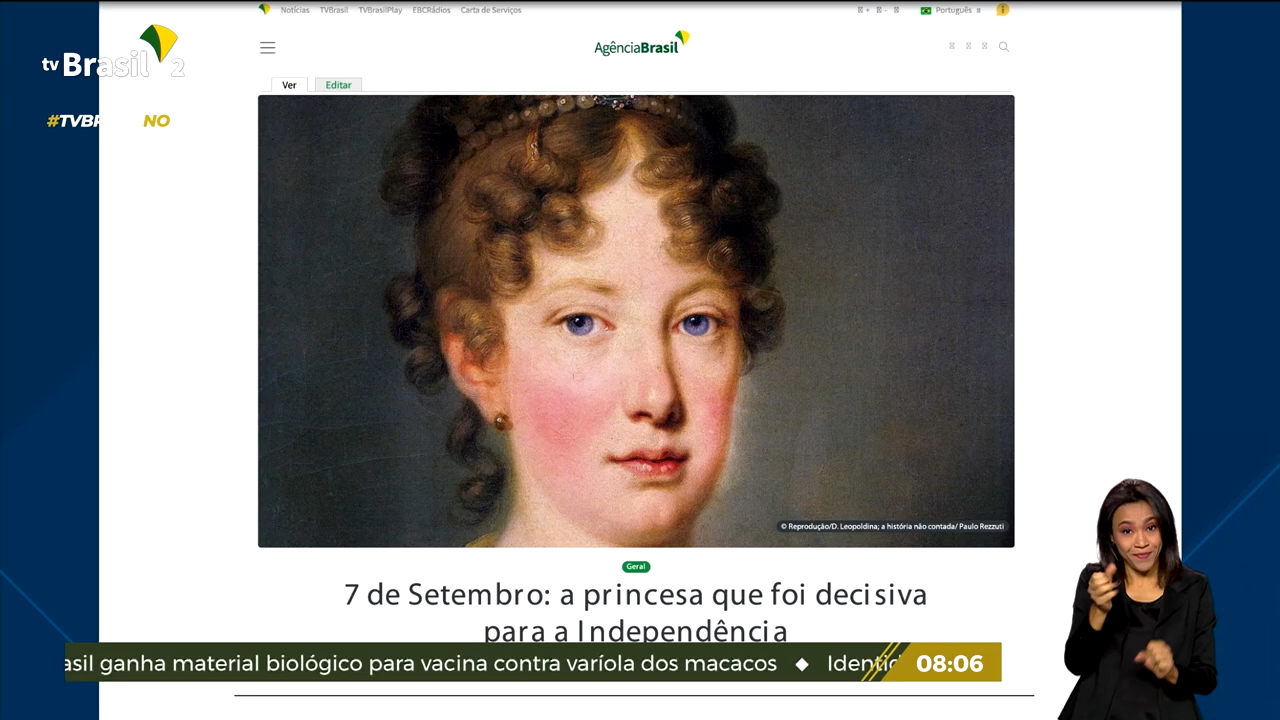 Notícias TVBrasil TVBrasilPlay EBCRádios Carta de Serviços
Português
tv Brasil 2
AgênciaBrasil
Ver Editar
#TVBR NO
© Reprodução/D. Leopoldina; a história não contada/ Paulo Rezzuti
Geral
7 de Setembro: a princesa que foi decisiva
para a Independência
asil ganha material biológico para vacina contra varíola dos macacos ◆ Identid
08:06